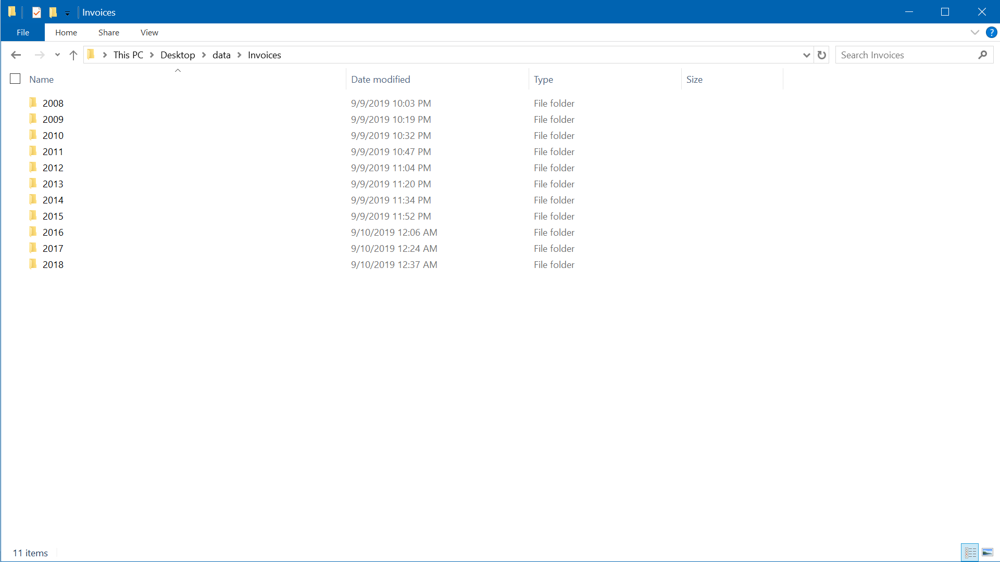 Invoices
File Home Share View ?
This PC Desktop data Invoices Search Invoices
Name Date modified Type Size
2008 9/9/2019 10:03 PM File folder
2009 9/9/2019 10:19 PM File folder
2010 9/9/2019 10:32 PM File folder
2011 9/9/2019 10:47 PM File folder
2012 9/9/2019 11:04 PM File folder
2013 9/9/2019 11:20 PM File folder
2014 9/9/2019 11:34 PM File folder
2015 9/9/2019 11:52 PM File folder
2016 9/10/2019 12:06 AM File folder
2017 9/10/2019 12:24 AM File folder
2018 9/10/2019 12:37 AM File folder
11 items